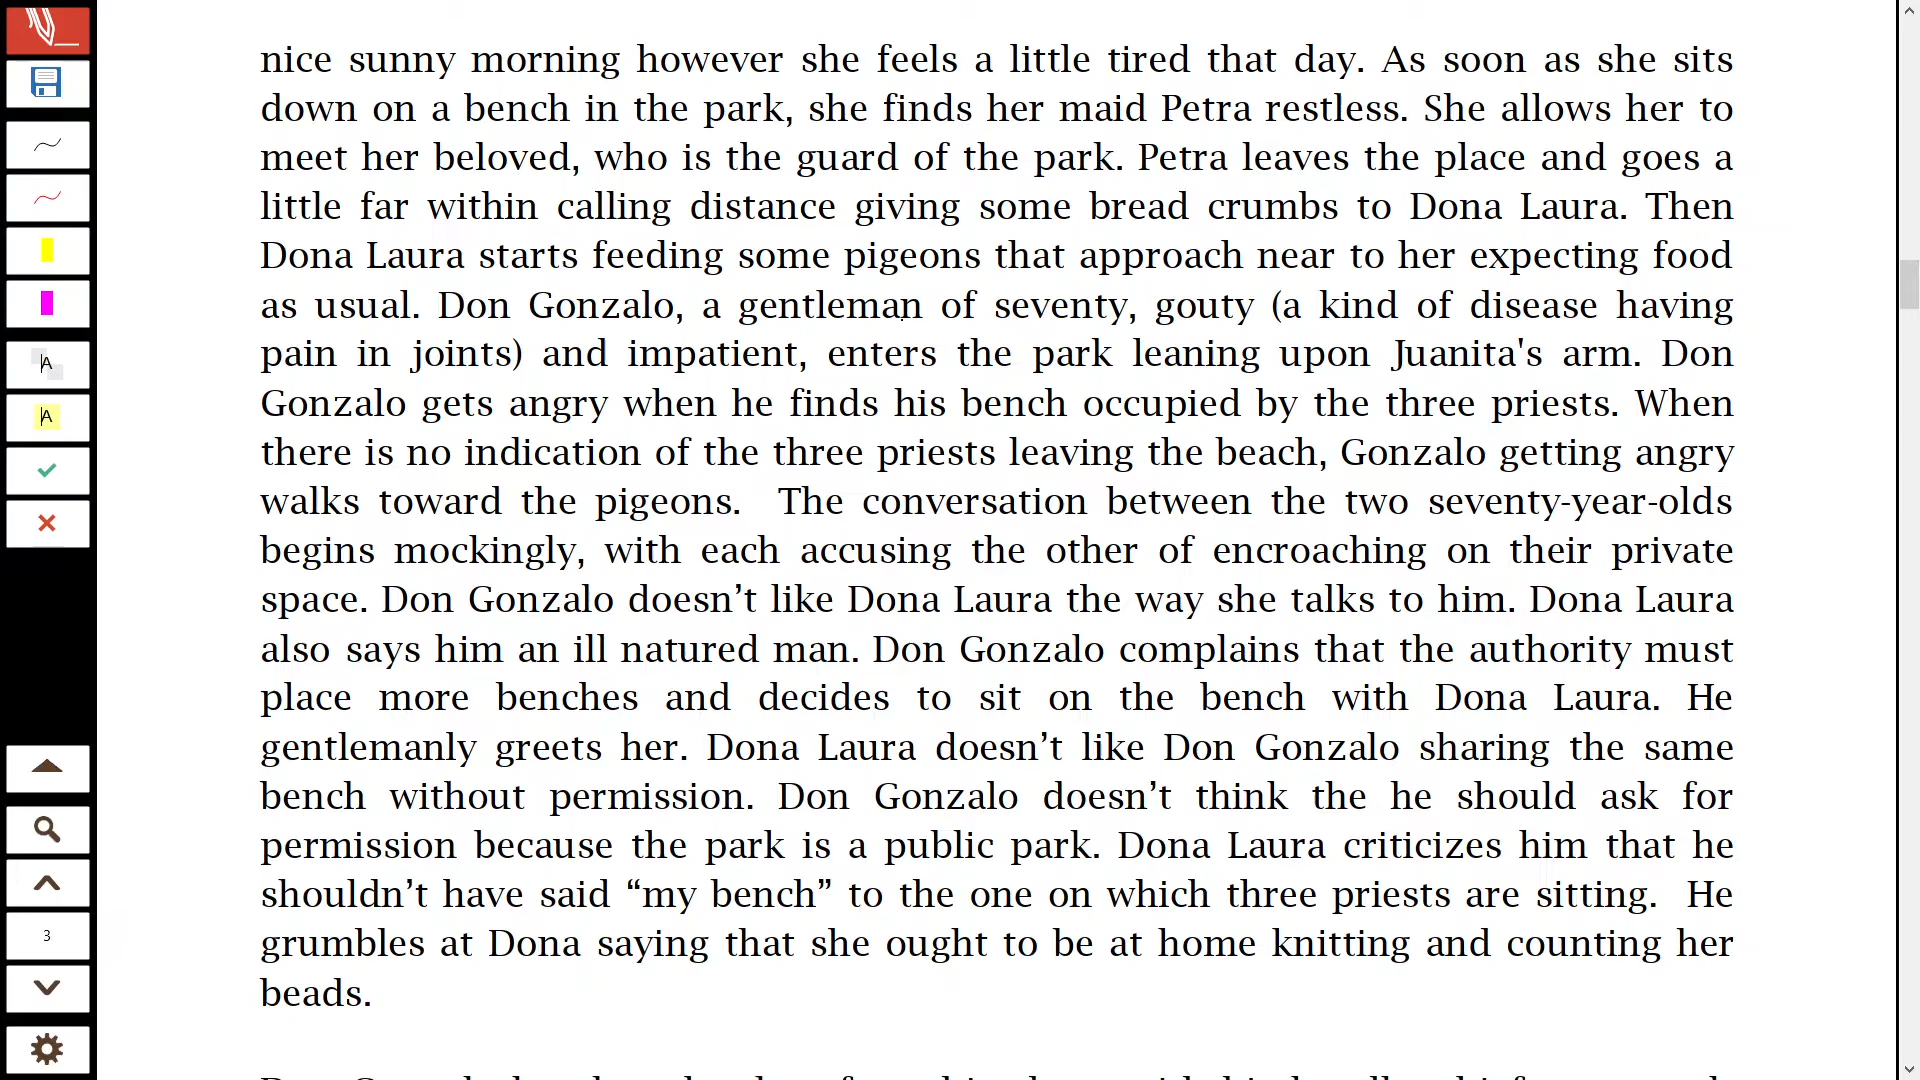 nice sunny morning however she feels a little tired that day. As soon as she sits
down on a bench in the park, she finds her maid Petra restless. She allows her to
meet her beloved, who is the guard of the park. Petra leaves the place and goes a
little far within calling distance giving some bread crumbs to Dona Laura. Then
Dona Laura starts feeding some pigeons that approach near to her expecting food
as usual. Don Gonzalo, a gentleman of seventy, gouty (a kind of disease having
pain in joints) and impatient, enters the park leaning upon Juanita's arm. Don
Gonzalo gets angry when he finds his bench occupied by the three priests. When
there is no indication of the three priests leaving the beach, Gonzalo getting angry
walks toward the pigeons.  The conversation between the two seventy-year-olds
begins mockingly, with each accusing the other of encroaching on their private
space. Don Gonzalo doesn’t like Dona Laura the way she talks to him. Dona Laura
also says him an ill natured man. Don Gonzalo complains that the authority must
place more benches and decides to sit on the bench with Dona Laura. He
gentlemanly greets her. Dona Laura doesn’t like Don Gonzalo sharing the same
bench without permission. Don Gonzalo doesn’t think the he should ask for
permission because the park is a public park. Dona Laura criticizes him that he
shouldn’t have said “my bench” to the one on which three priests are sitting.  He
grumbles at Dona saying that she ought to be at home knitting and counting her
beads.
A
A
3